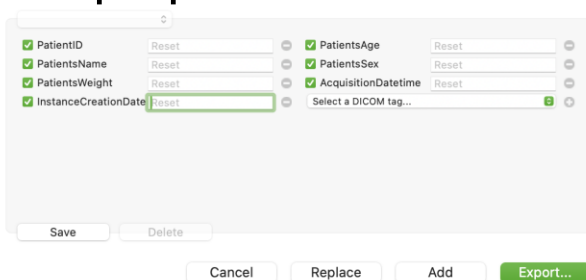 PatientID Reset PatientsAge Reset
PatientsName Reset PatientsSex Reset
PatientsWeight Reset AcquisitionDatetime Reset
InstanceCreationDate Reset Select a DICOM tag...
Save Delete
Cancel Replace Add Export...